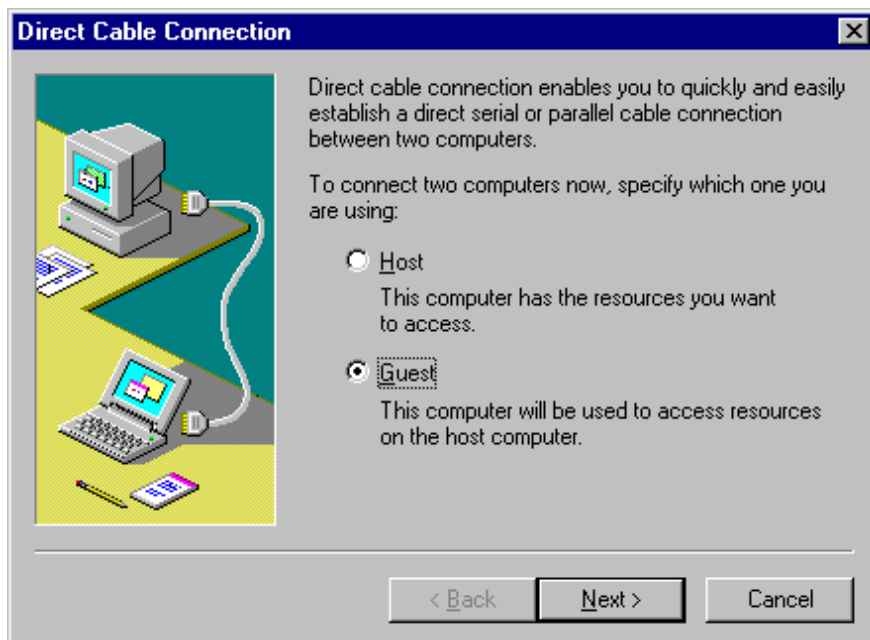 Direct Cable Connection
Direct cable connection enables you to quickly and easily
establish a direct serial or parallel cable connection
between two computers.
To connect two computers now, specify which one you
are using:
Host
This computer has the resources you want
to access.
Guest
This computer will be used to access resources
on the host computer.
< Back
Next >
Cancel